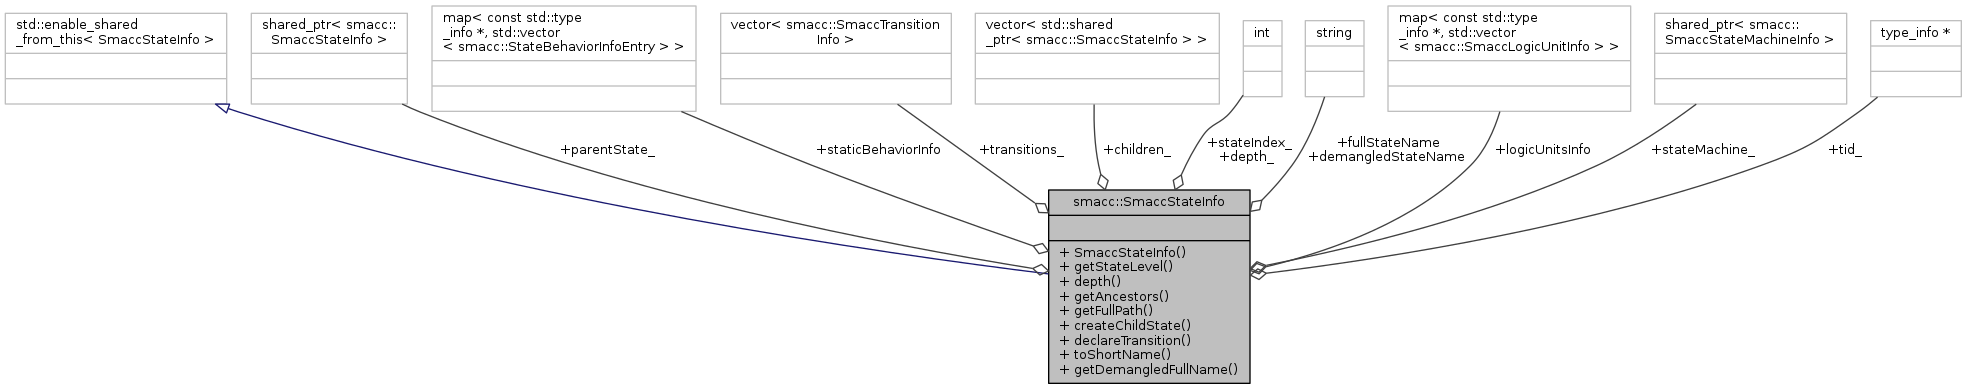 std::enable_shared
_from_this< SmaccStateInfo >
shared_ptr< smacc::
SmaccStateInfo >
map< const std::type
_info *, std::vector
< smacc::StateBehaviorInfoEntry > >
vector< smacc::SmaccTransition
Info >
vector< std::shared
_ptr< smacc::SmaccStateInfo > >
int
string
map< const std::type
_info *, std::vector
< smacc::SmaccLogicUnitInfo > >
shared_ptr< smacc::
SmaccStateMachineInfo >
type_info *
+parentState_
+staticBehaviorInfo
+transitions_
+children_
+stateIndex_
+depth_
+fullStateName
+demangledStateName
+logicUnitsInfo
+stateMachine_
+tid_
smacc::SmaccStateInfo
+ SmaccStateInfo()
+ getStateLevel()
+ depth()
+ getAncestors()
+ getFullPath()
+ createChildState()
+ declareTransition()
+ toShortName()
+ getDemangledFullName()